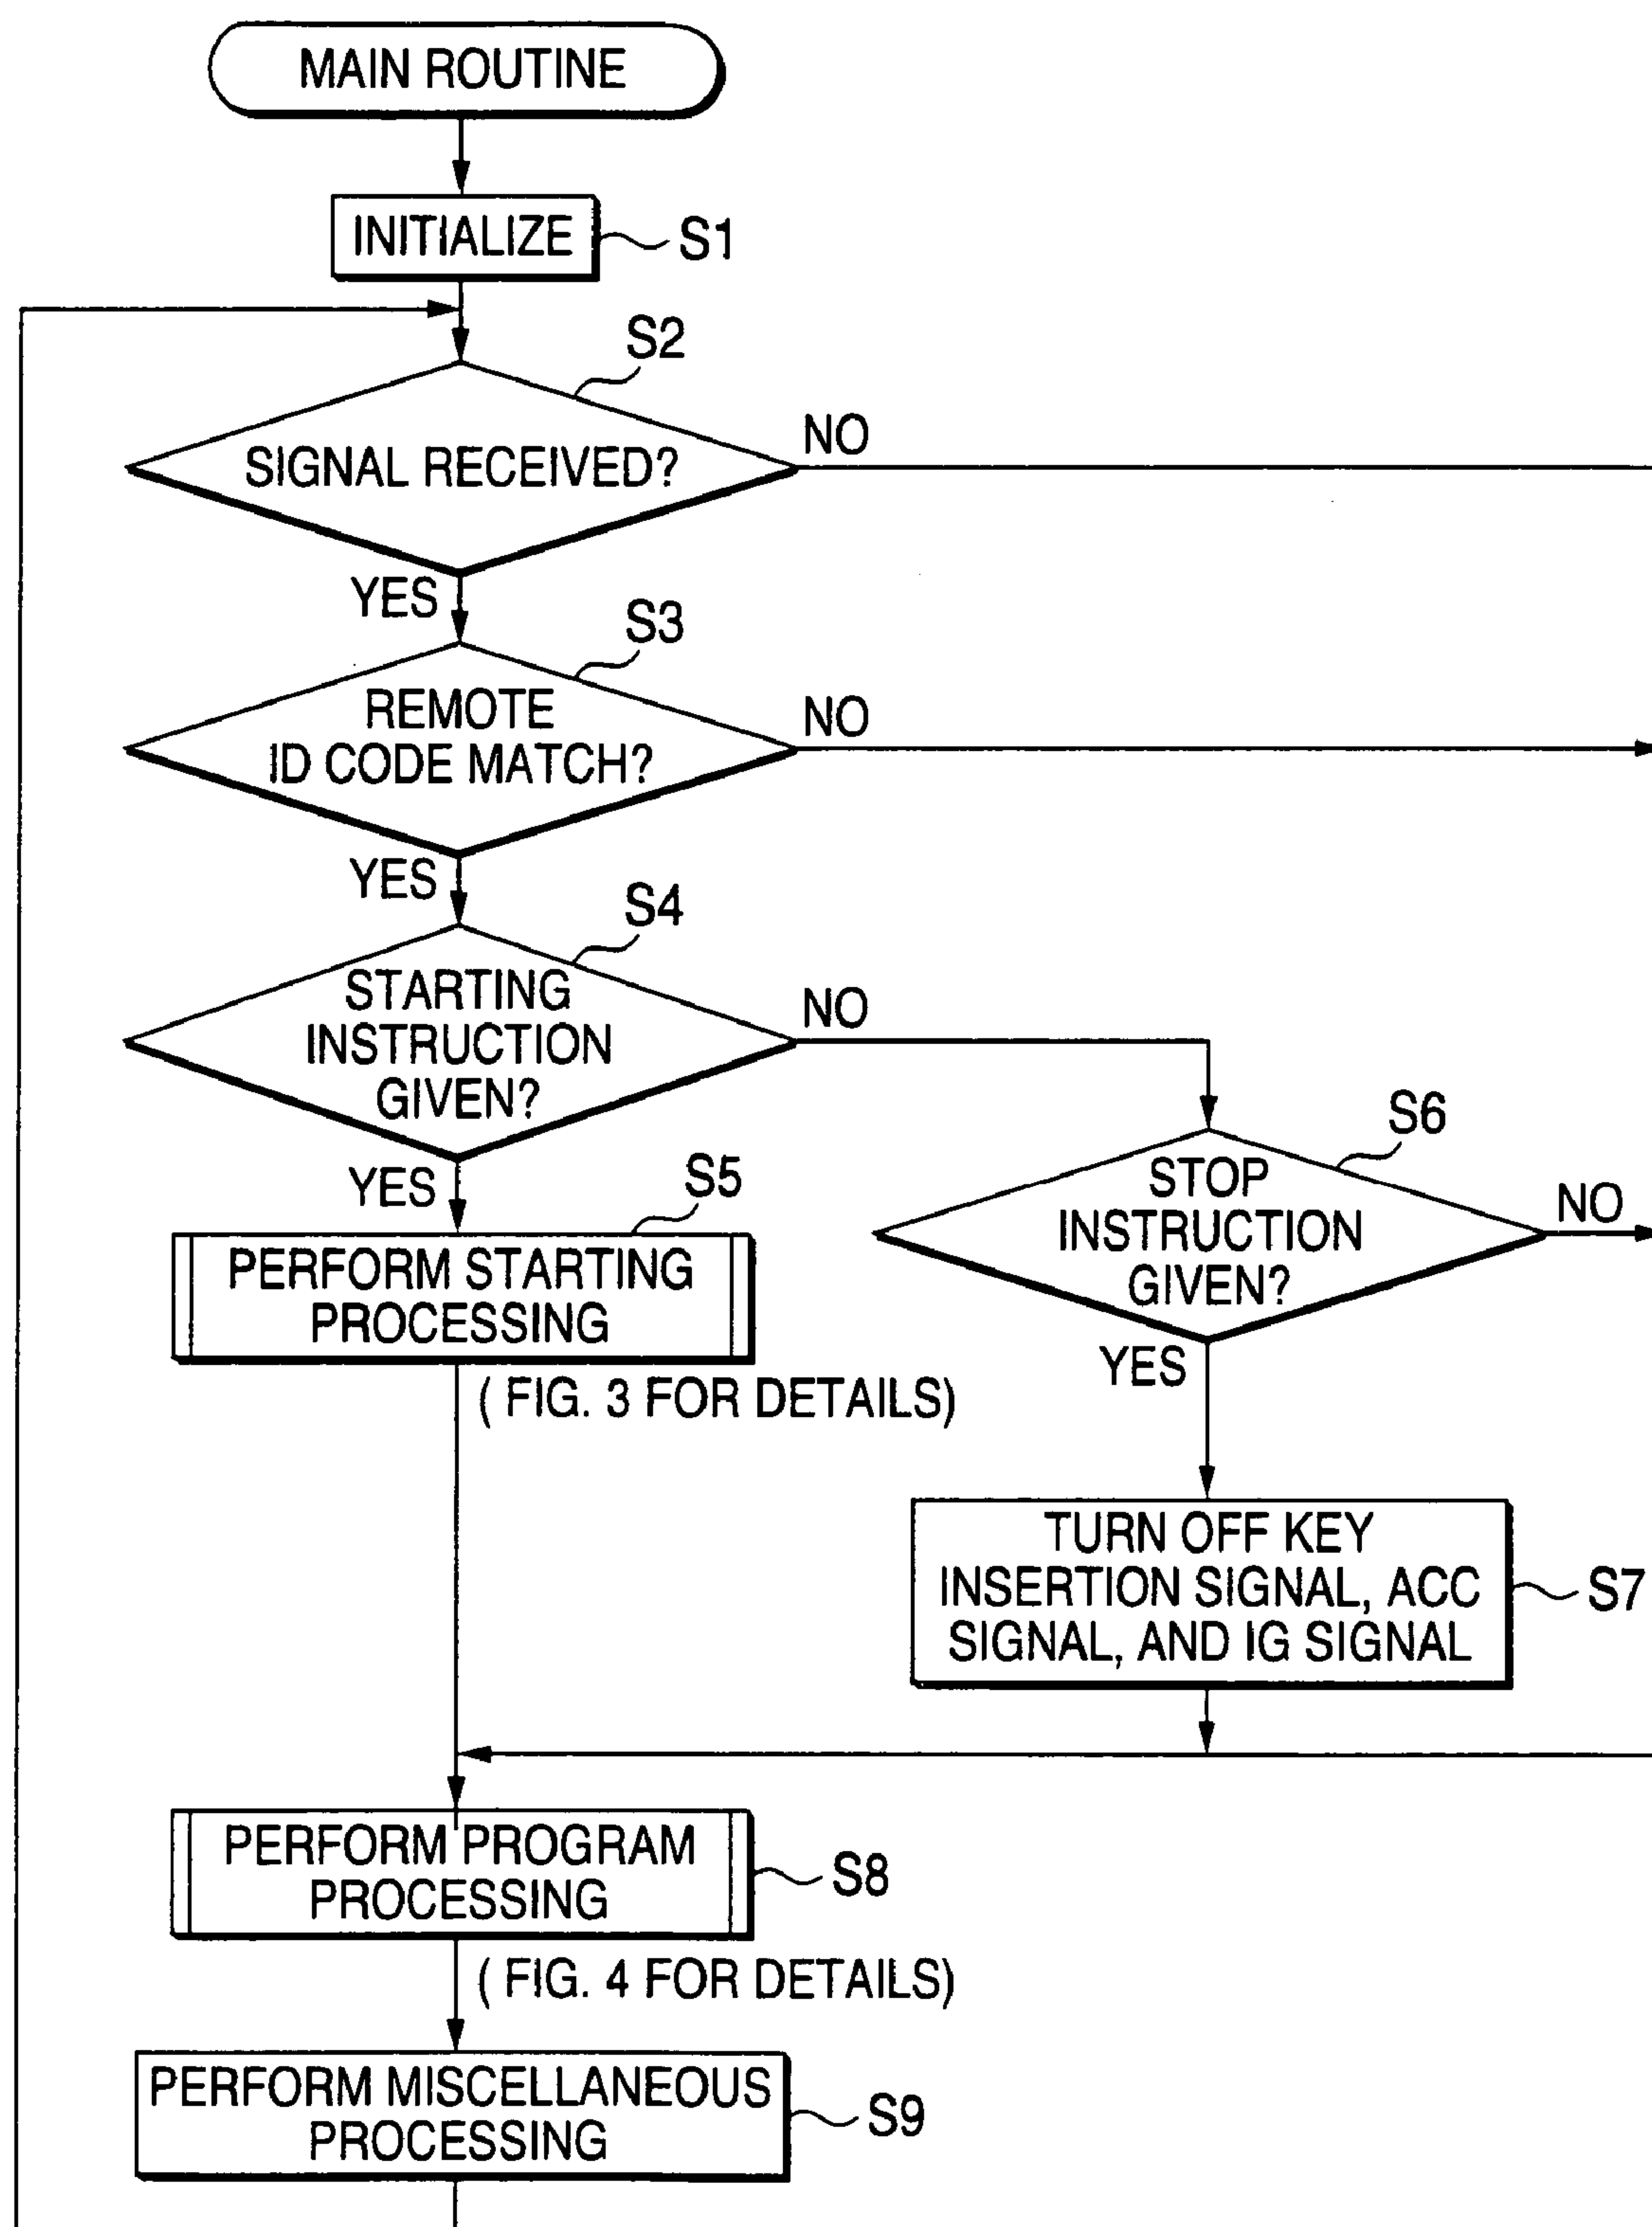 MAIN ROUTINE
INITIALIZE
S1
S2
SIGNAL RECEIVED?
NO
YES
S3
REMOTE
ID CODE MATCH?
NO
YES
S4
STARTING
INSTRUCTION
GIVEN?
NO
YES
S5
PERFORM STARTING
PROCESSING
( FIG. 3 FOR DETAILS)
S6
STOP
INSTRUCTION
GIVEN?
NO
YES
TURN OFF KEY
INSERTION SIGNAL, ACC
SIGNAL, AND IG SIGNAL
S7
PERFORM PROGRAM
PROCESSING
S8
( FIG. 4 FOR DETAILS)
PERFORM MISCELLANEOUS
PROCESSING
S9